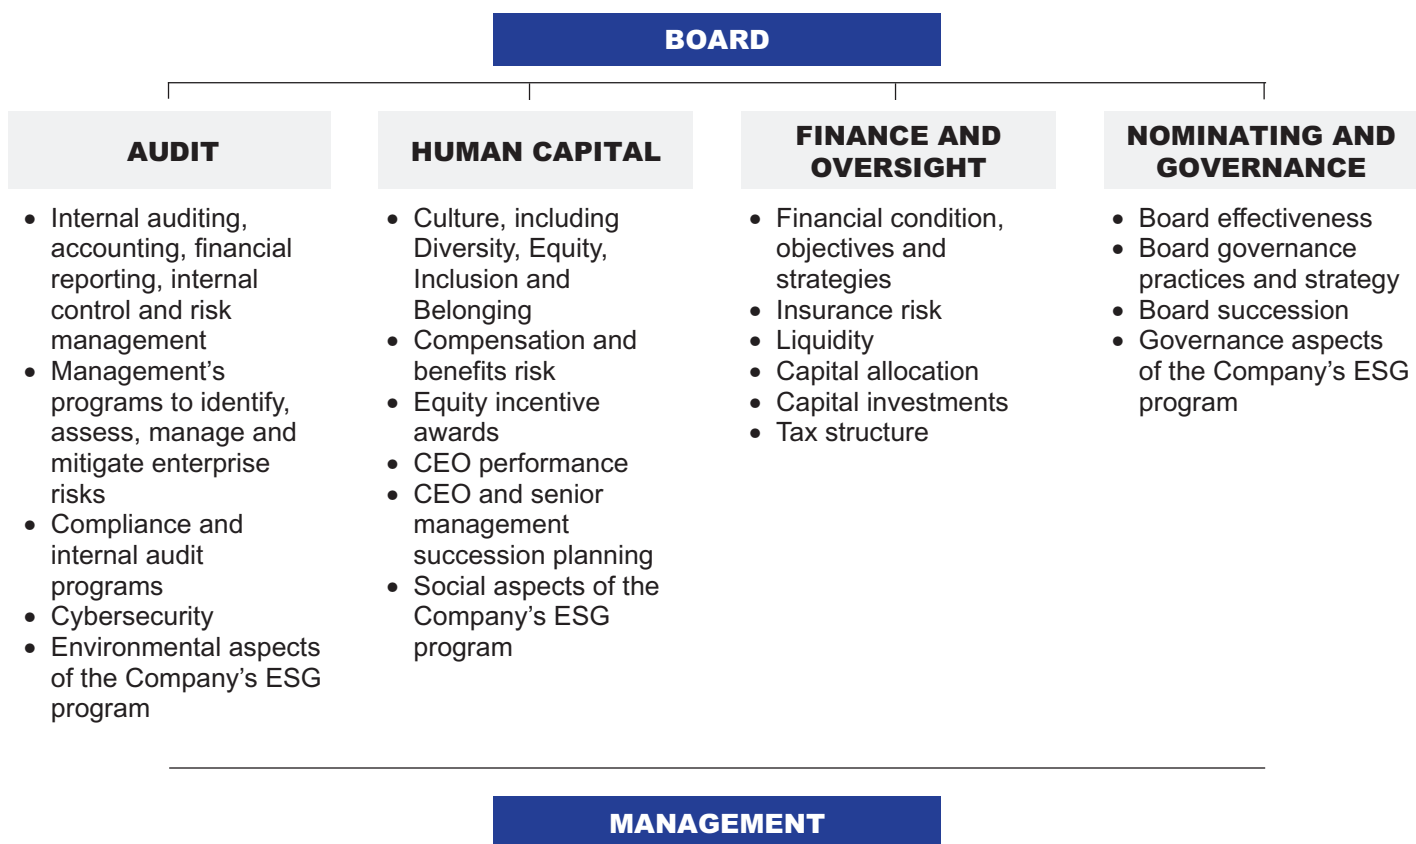 BOARD
AUDIT
• Internal auditing,
accounting, financial
reporting, internal
control and risk
management
• Management’s
programs to identify,
assess, manage and
mitigate enterprise
risks
• Compliance and
internal audit
programs
• Cybersecurity
• Environmental aspects
of the Company’s ESG
program
HUMAN CAPITAL
• Culture, including
Diversity, Equity,
Inclusion and
Belonging
• Compensation and
benefits risk
• Equity incentive
awards
• CEO performance
• CEO and senior
management
succession planning
• Social aspects of the
Company’s ESG
program
FINANCE AND
OVERSIGHT
• Financial condition,
objectives and
strategies
• Insurance risk
• Liquidity
• Capital allocation
• Capital investments
• Tax structure
NOMINATING AND
GOVERNANCE
• Board effectiveness
• Board governance
practices and strategy
• Board succession
• Governance aspects
of the Company’s ESG
program
MANAGEMENT